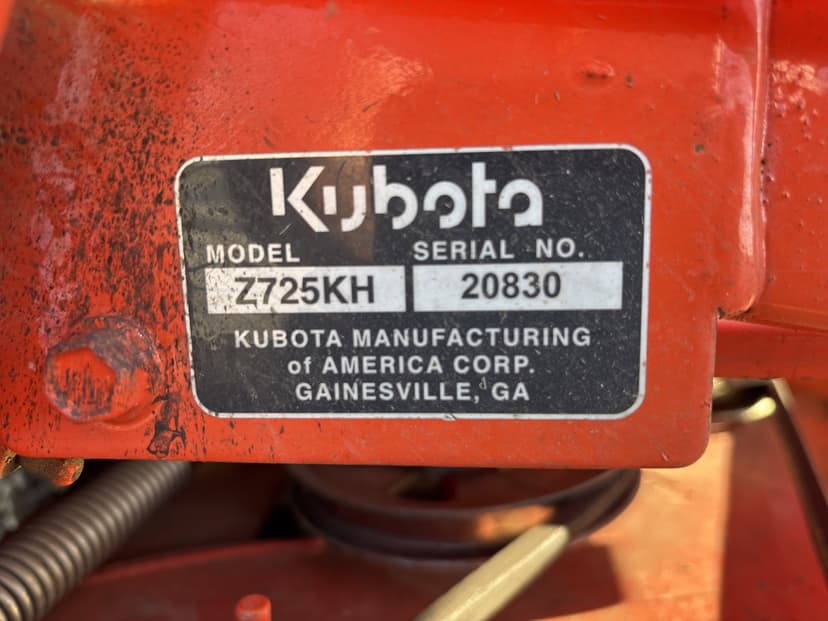 Kubota
MODEL SERIAL NO.
Z725KH 20830
KUBOTA MANUFACTURING
of AMERICA CORP.
GAINESVILLE, GA